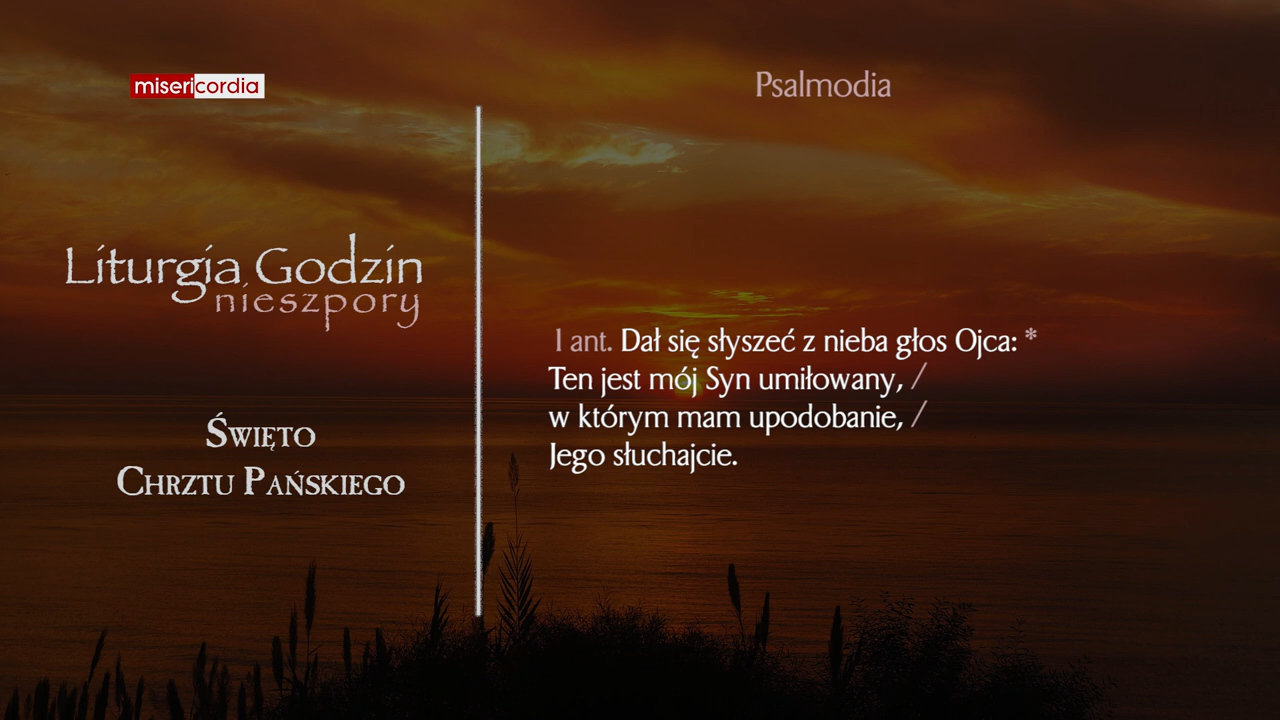 misericordia
Psalmodia
Liturgia Godzin
nieszpory
Święto
Chrztu Pańskiego
1 ant. Dał się słyszeć z nieba głos Ojca: *
Ten jest mój Syn umiłowany, /
w którym mam upodobanie, /
Jego słuchajcie.